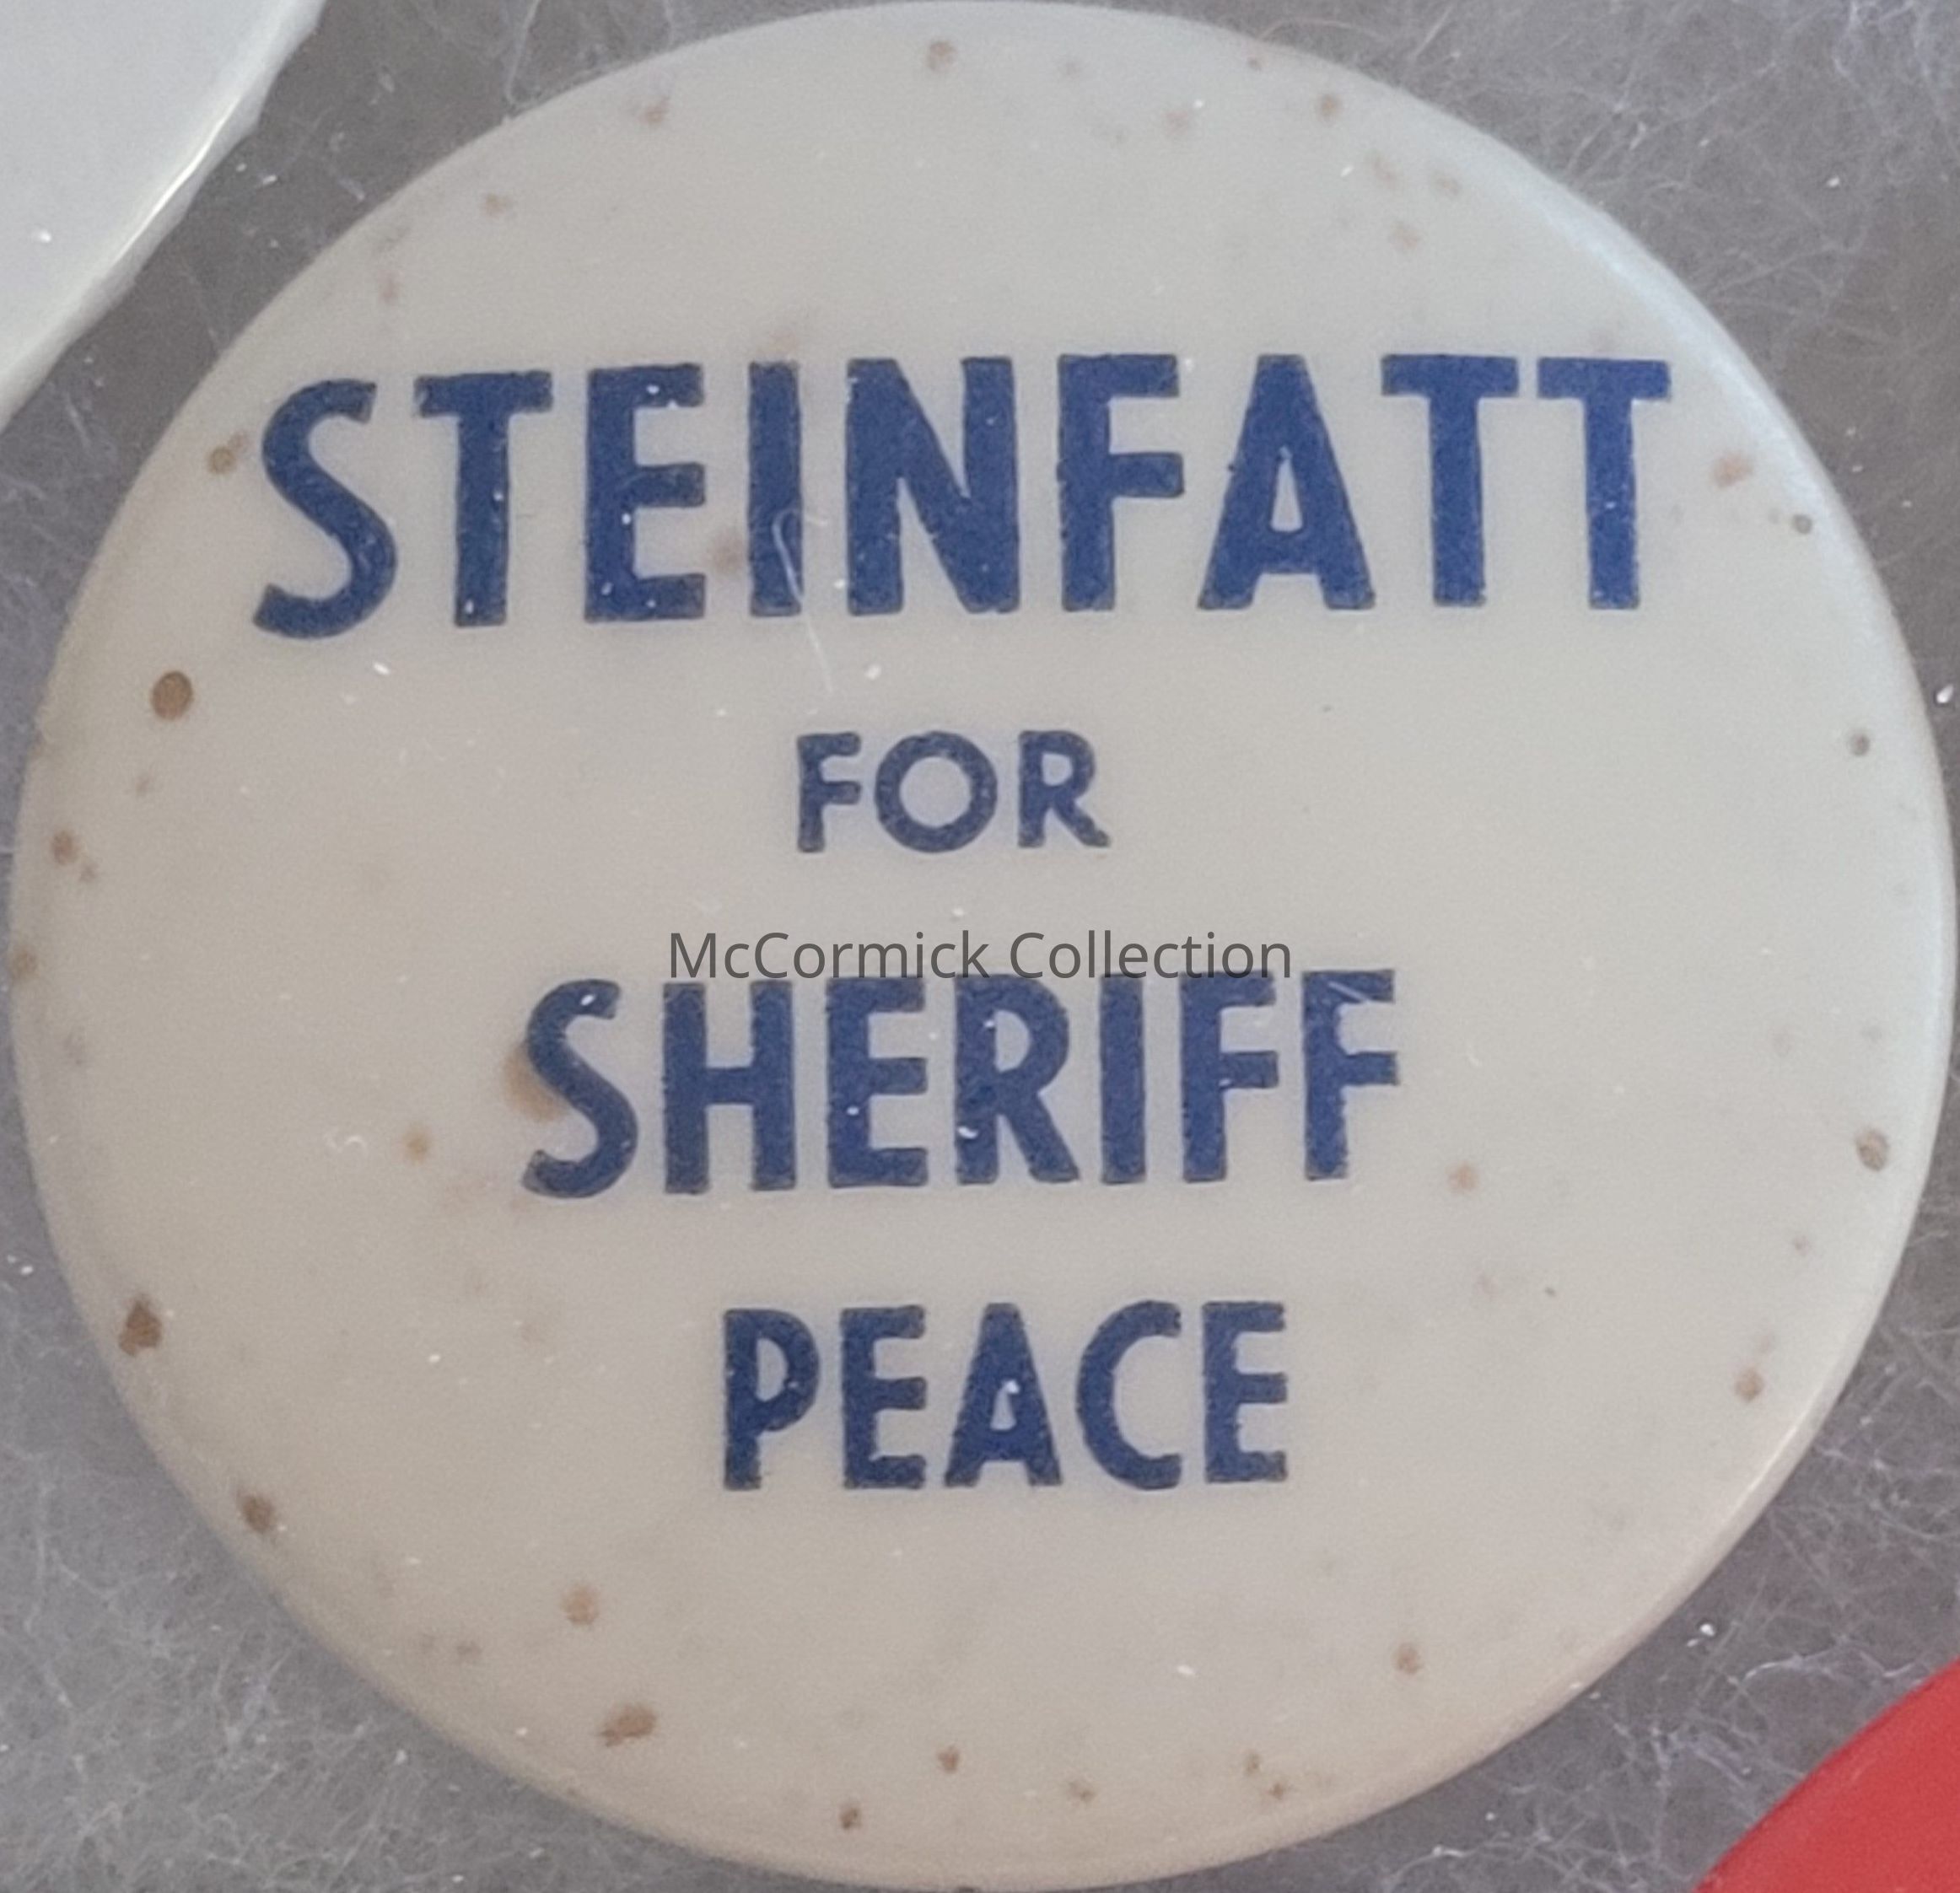 STEINFATT
FOR
McCormick Collection
SHERIFF
PEACE